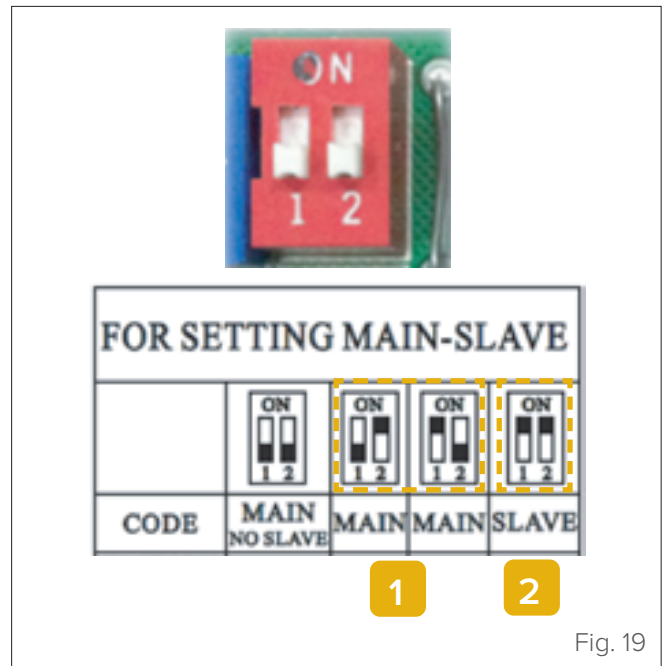 ON
1 2
FOR SETTING MAIN-SLAVE
ON ON ON ON
1 2 1 2 1 2 1 2
CODE MAIN NO SLAVE MAIN MAIN SLAVE
1 2
Fig. 19